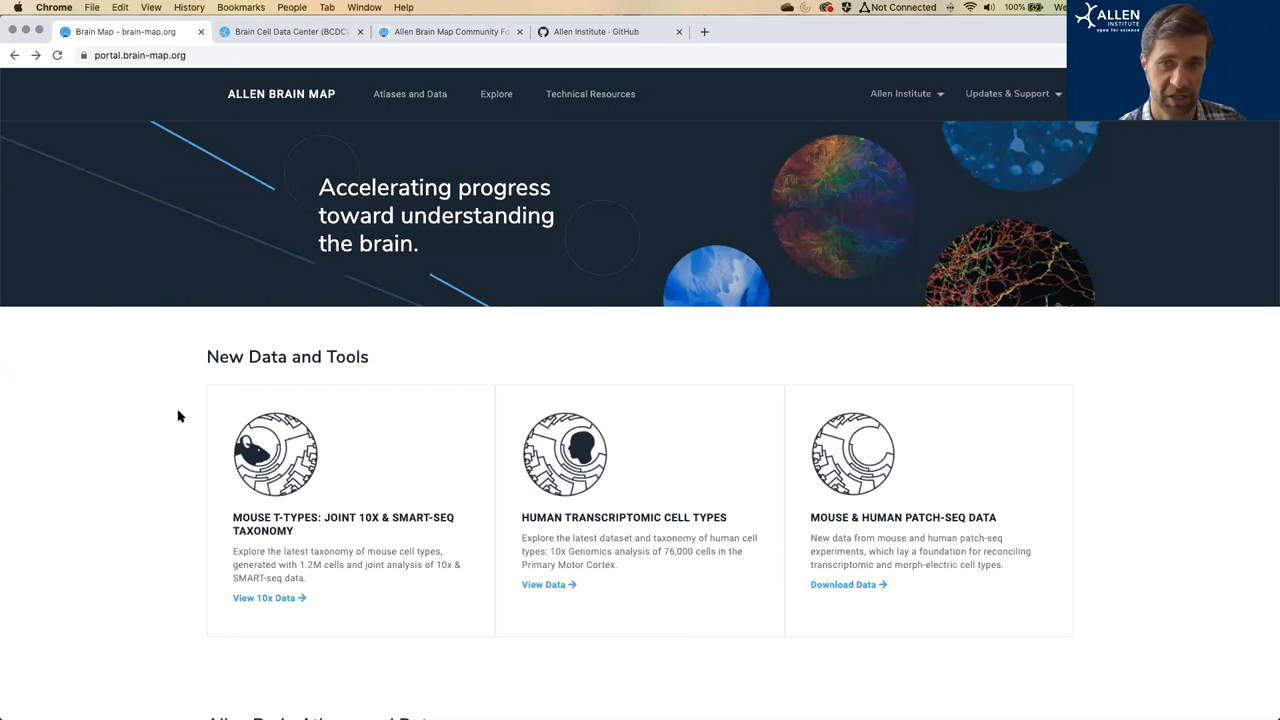 Chrome File Edit View History Bookmarks People Tab Window Help Not Connected 100% We
Brain Map - brain-map.org Brain Cell Data Center (BCDC Allen Brain Map Community Fo Allen Institute · GitHub
portal.brain-map.org
ALLEN INSTITUTE
open for science
ALLEN BRAIN MAP Atlases and Data Explore Technical Resources Allen Institute Updates & Support
Accelerating progress
toward understanding
the brain.
New Data and Tools
MOUSE T-TYPES: JOINT 10X & SMART-SEQ
TAXONOMY
Explore the latest taxonomy of mouse cell types,
generated with 1.2M cells and joint analysis of 10x &
SMART-seq data.
View 10x Data →
HUMAN TRANSCRIPTOMIC CELL TYPES
Explore the latest dataset and taxonomy of human cell
types: 10x Genomics analysis of 76,000 cells in the
Primary Motor Cortex.
View Data →
MOUSE & HUMAN PATCH-SEQ DATA
New data from mouse and human patch-seq
experiments, which lay a foundation for reconciling
transcriptomic and morph-electric cell types.
Download Data →